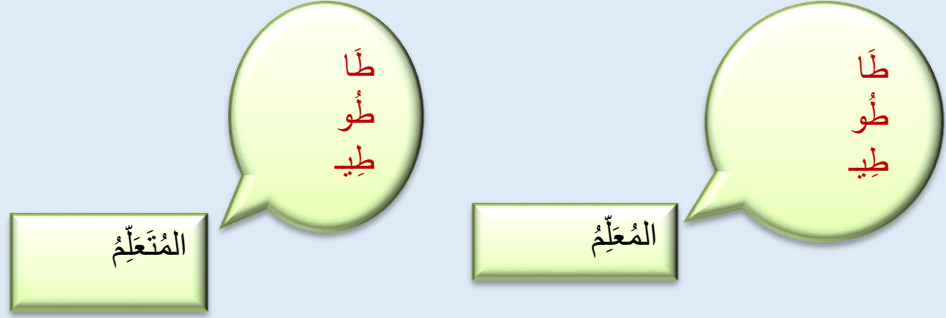 طَا
طُو
طِيـ
المُعَلِّمُ
طَا
طُو
طِيـ
المُتَعَلِّمُ